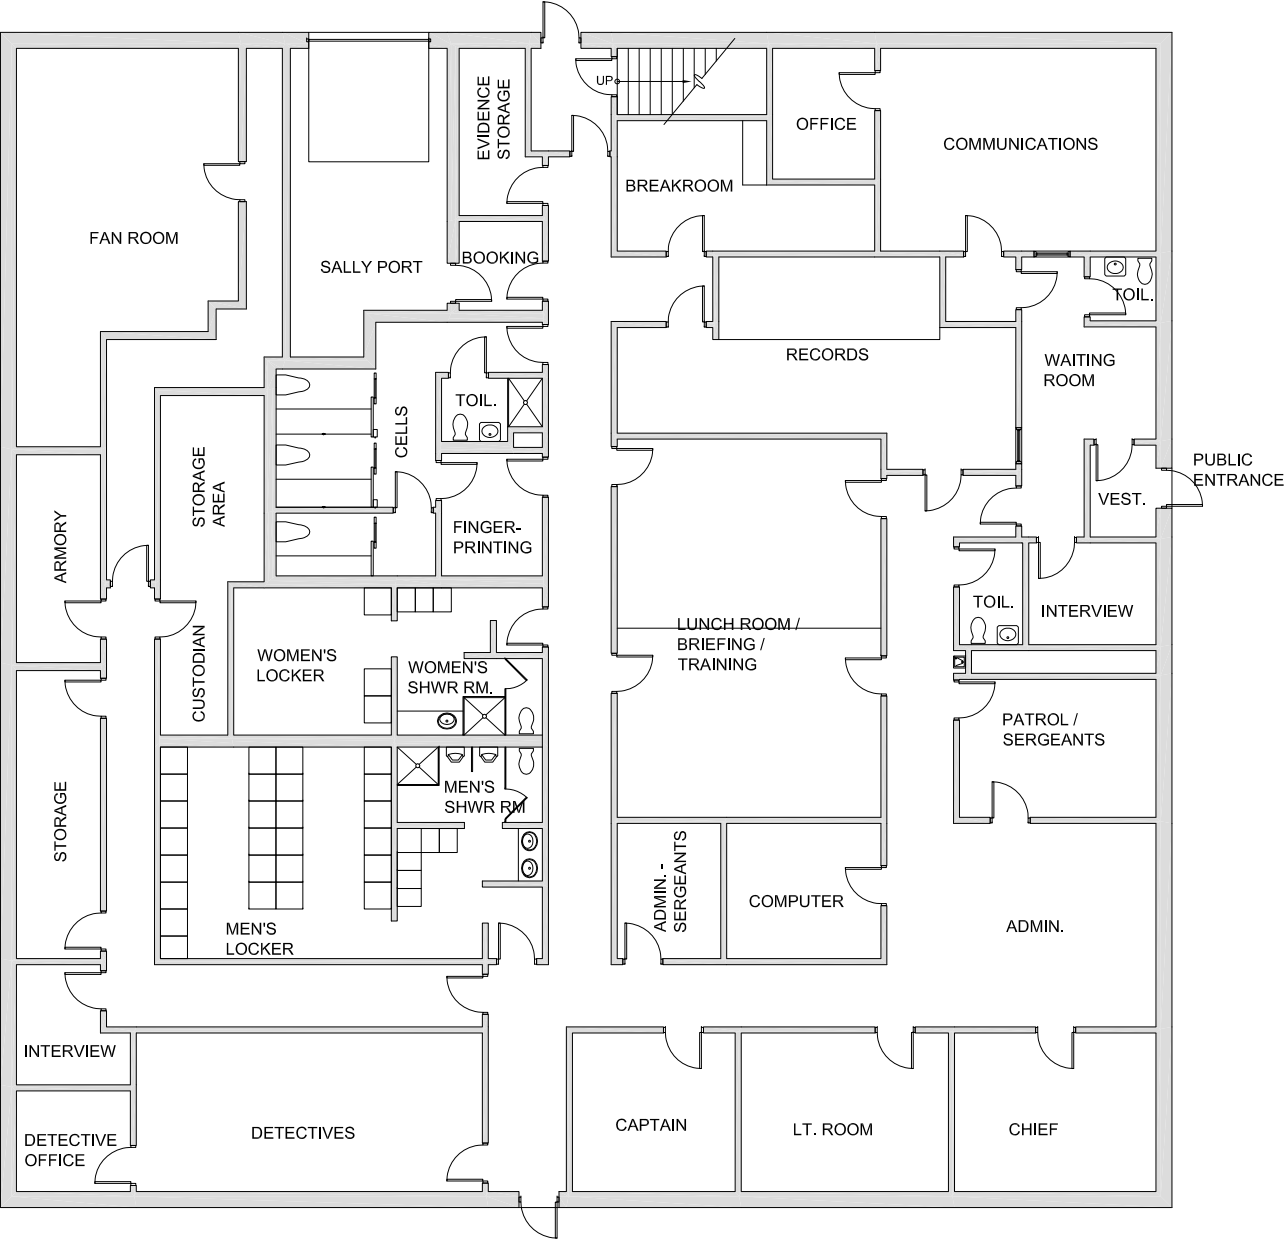 UP
EVIDENCE
STORAGE
OFFICE
COMMUNICATIONS
BREAKROOM
FAN ROOM
SALLY PORT
BOOKING
TOIL.
RECORDS
WAITING
ROOM
TOIL.
CELLS
PUBLIC
ENTRANCE
VEST.
STORAGE
AREA
FINGER-
PRINTING
ARMORY
TOIL.
INTERVIEW
LUNCH ROOM /
BRIEFING /
TRAINING
WOMEN'S
LOCKER
WOMEN'S
SHWR RM.
CUSTODIAN
PATROL /
SERGEANTS
STORAGE
MEN'S
SHWR RM
ADMIN. -
SERGEANTS
COMPUTER
ADMIN.
MEN'S
LOCKER
INTERVIEW
DETECTIVE
OFFICE
DETECTIVES
CAPTAIN
LT. ROOM
CHIEF